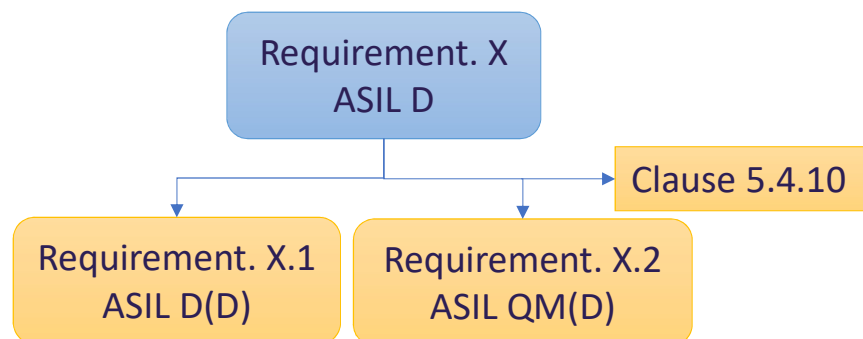 Requirement. X
ASIL D
Clause 5.4.10
Requirement. X.1
ASIL D(D)
Requirement. X.2
ASIL QM(D)